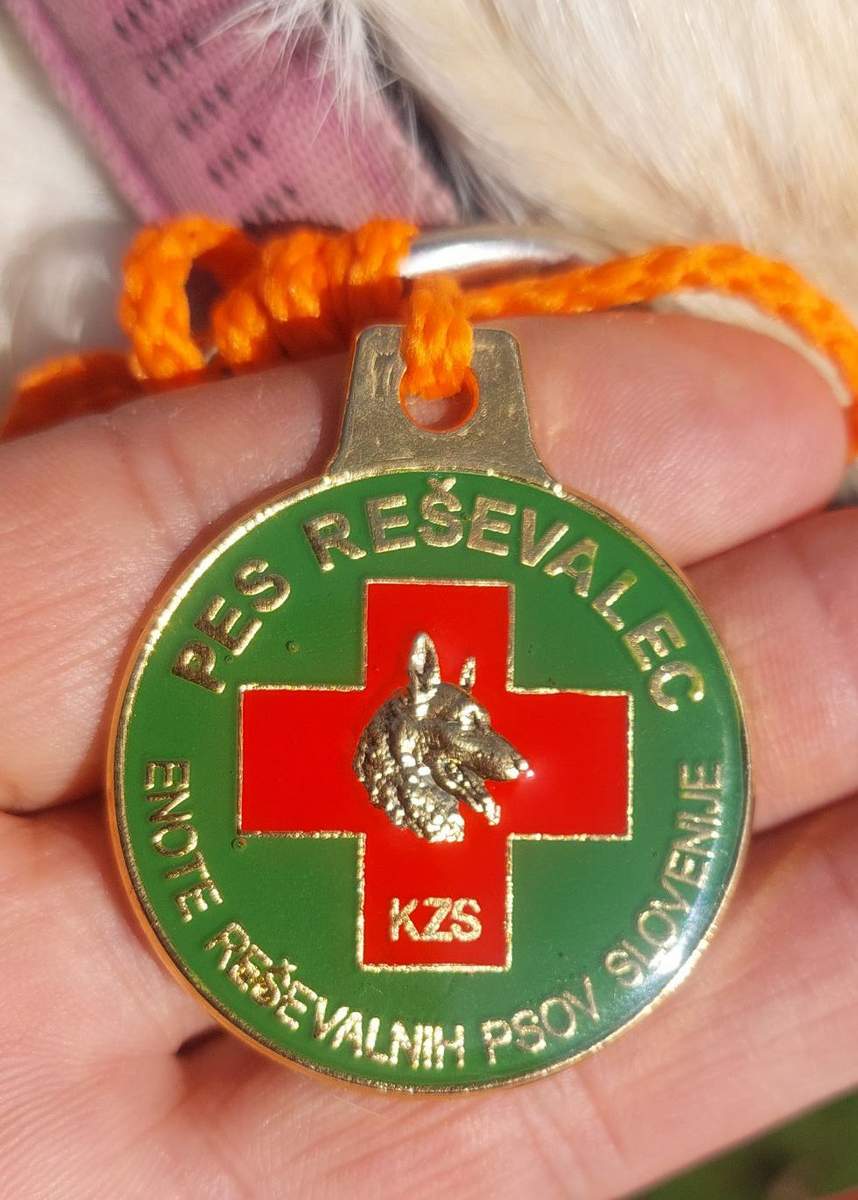 PES REŠEVALEC
KZS
ENOTE REŠEVALNIH PSOV SLOVENIJE